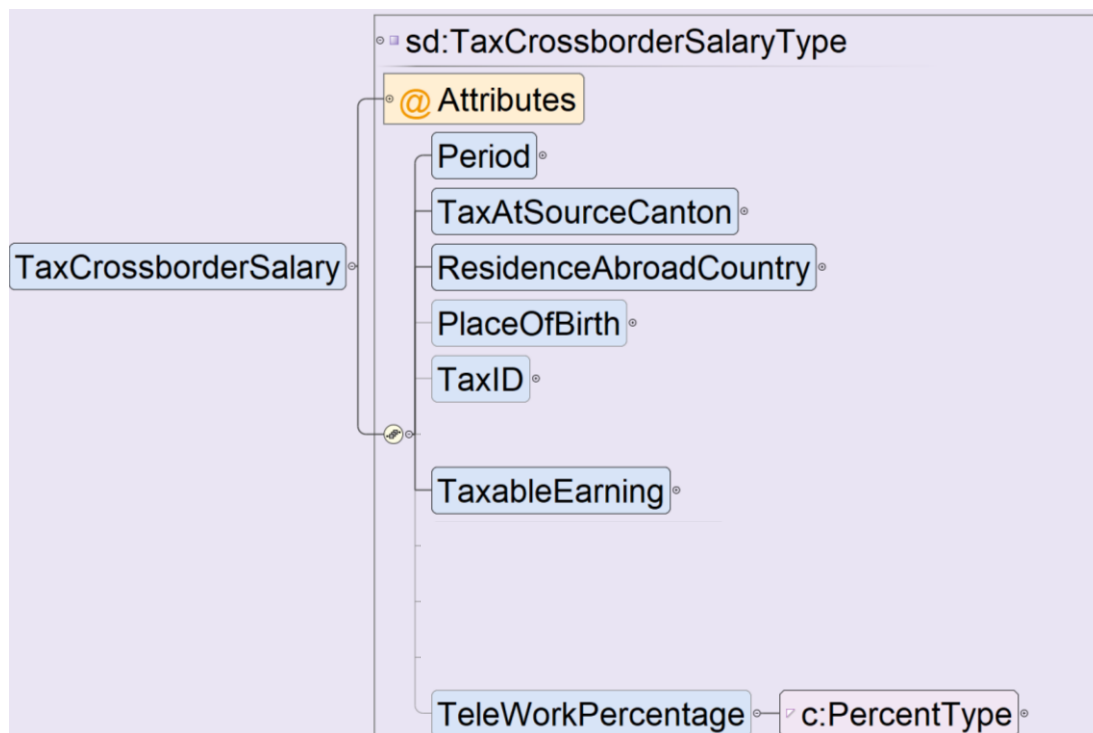 sd:TaxCrossborderSalaryType
@ Attributes
Period
TaxAtSourceCanton
TaxCrossborderSalary
ResidenceAbroadCountry
PlaceOfBirth
TaxID
TaxableEarning
TeleWorkPercentage
c:PercentType